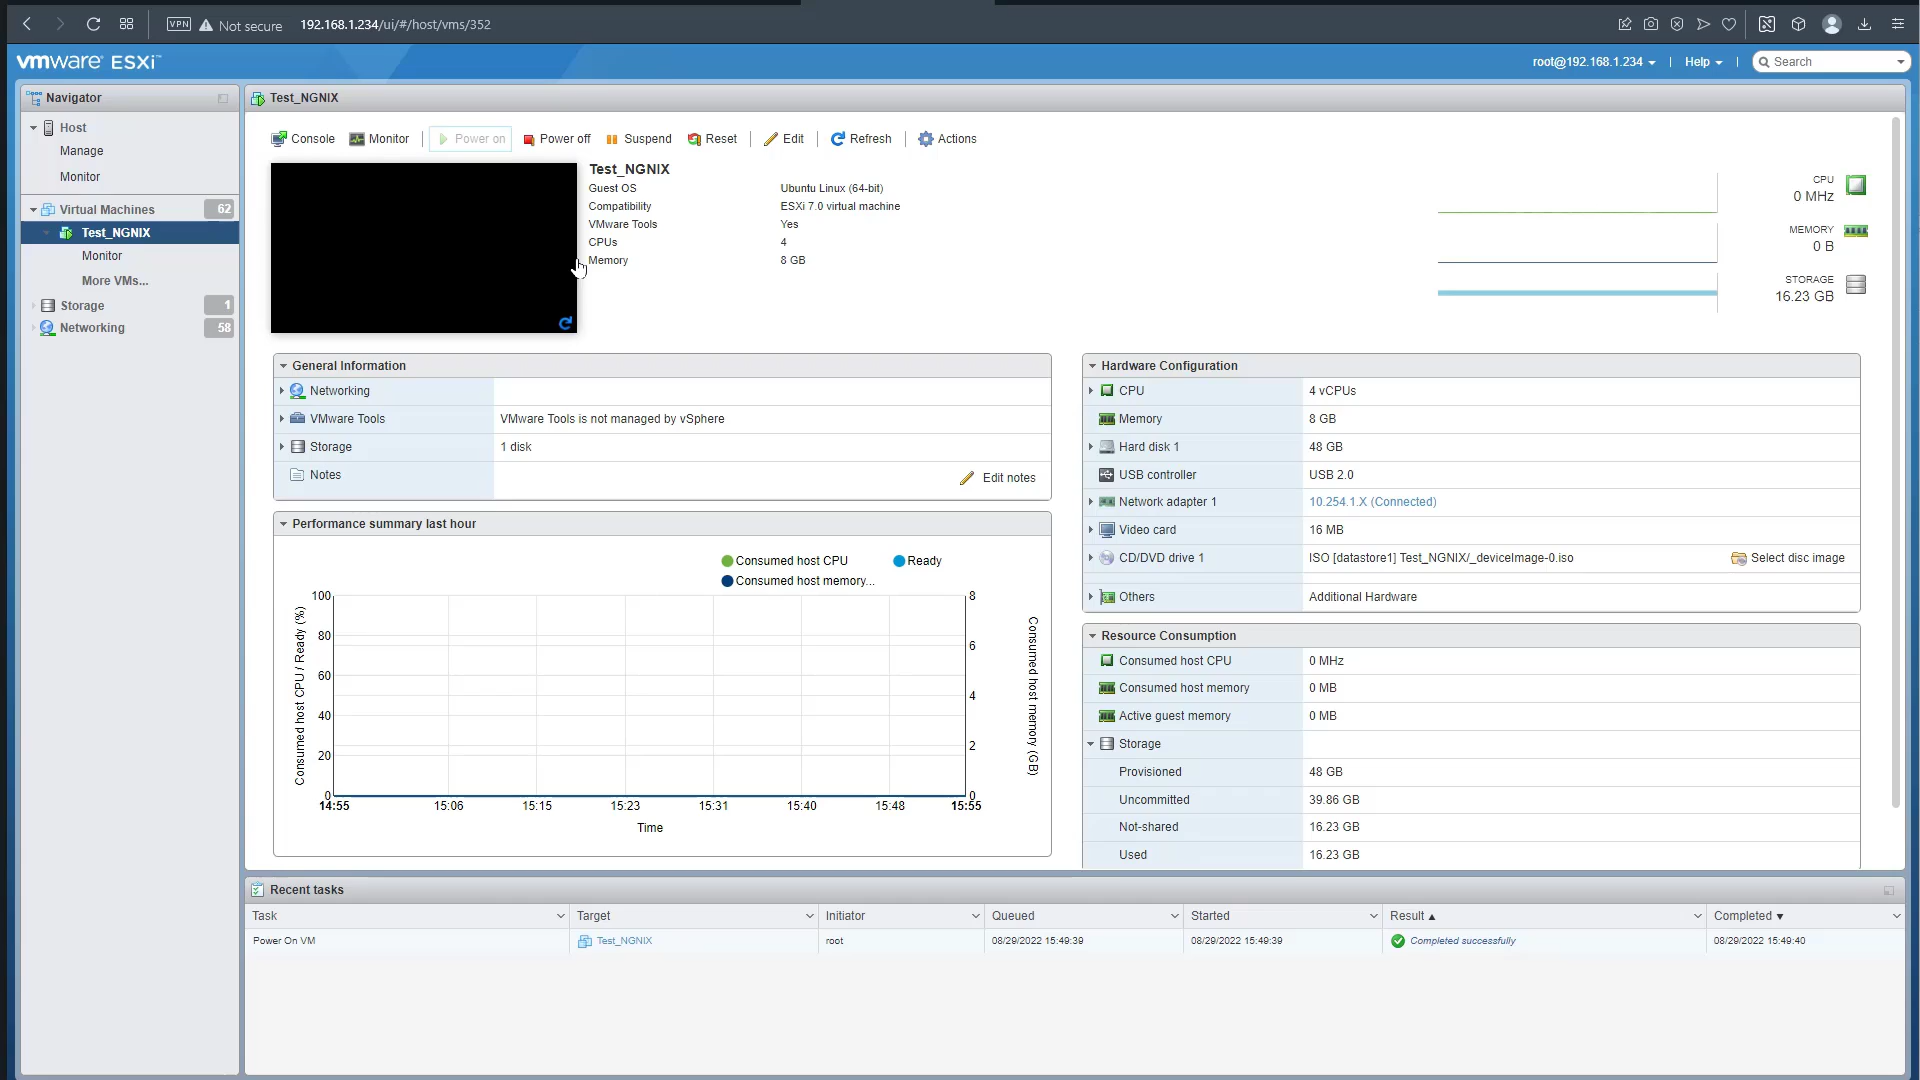 VPN Not secure 192.168.1.234/ui/#/host/vms/352
vmware ESXi™
root@192.168.1.234 | Help | Search
Navigator
Host
Manage
Monitor
Virtual Machines 62
Test_NGNIX
Monitor
More VMs...
Storage 1
Networking 58
Test_NGNIX
Console Monitor Power on Power off Suspend Reset Edit Refresh Actions
Test_NGNIX
Guest OS Ubuntu Linux (64-bit)
Compatibility ESXi 7.0 virtual machine
VMware Tools Yes
CPUs 4
Memory 8 GB
CPU
0 MHz
MEMORY
0 B
STORAGE
16.23 GB
General Information
Networking
VMware Tools VMware Tools is not managed by vSphere
Storage 1 disk
Notes Edit notes
Performance summary last hour
Consumed host CPU Ready
Consumed host memory...
Consumed host CPU / Ready (%)
100
80
60
40
20
0
8
6
4
2
0
Consumed host memory (GB)
14:55 15:06 15:15 15:23 15:31 15:40 15:48 15:55
Time
Hardware Configuration
CPU 4 vCPUs
Memory 8 GB
Hard disk 1 48 GB
USB controller USB 2.0
Network adapter 1 10.254.1.X (Connected)
Video card 16 MB
CD/DVD drive 1 ISO [datastore1] Test_NGNIX/_deviceImage-0.iso Select disc image
Others Additional Hardware
Resource Consumption
Consumed host CPU 0 MHz
Consumed host memory 0 MB
Active guest memory 0 MB
Storage
Provisioned 48 GB
Uncommitted 39.86 GB
Not-shared 16.23 GB
Used 16.23 GB
Recent tasks
Task Target Initiator Queued Started Result ▲ Completed ▼
Power On VM Test_NGNIX root 08/29/2022 15:49:39 08/29/2022 15:49:39 Completed successfully 08/29/2022 15:49:40